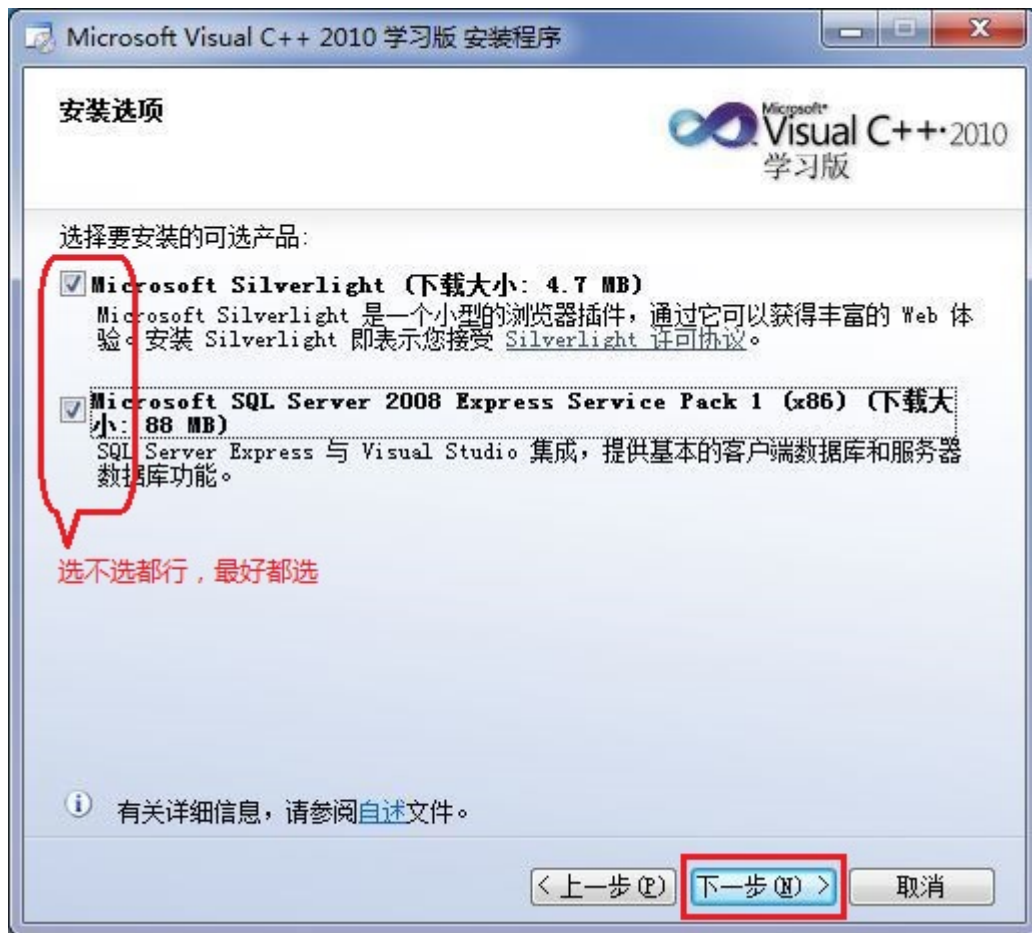 Microsoft Visual C++ 2010 学习版 安装程序
安装选项
Microsoft®
Visual C++·2010
学习版
选择要安装的可选产品:
Microsoft Silverlight (下载大小: 4.7 MB)
Microsoft Silverlight 是一个小型的浏览器插件，通过它可以获得丰富的 Web 体
验。安装 Silverlight 即表示您接受 Silverlight 许可协议。
Microsoft SQL Server 2008 Express Service Pack 1 (x86) (下载大
小: 88 MB)
SQL Server Express 与 Visual Studio 集成，提供基本的客户端数据库和服务器
数据库功能。
选不选都行，最好都选
有关详细信息，请参阅自述文件。
< 上一步(P)
下一步(N) >
取消